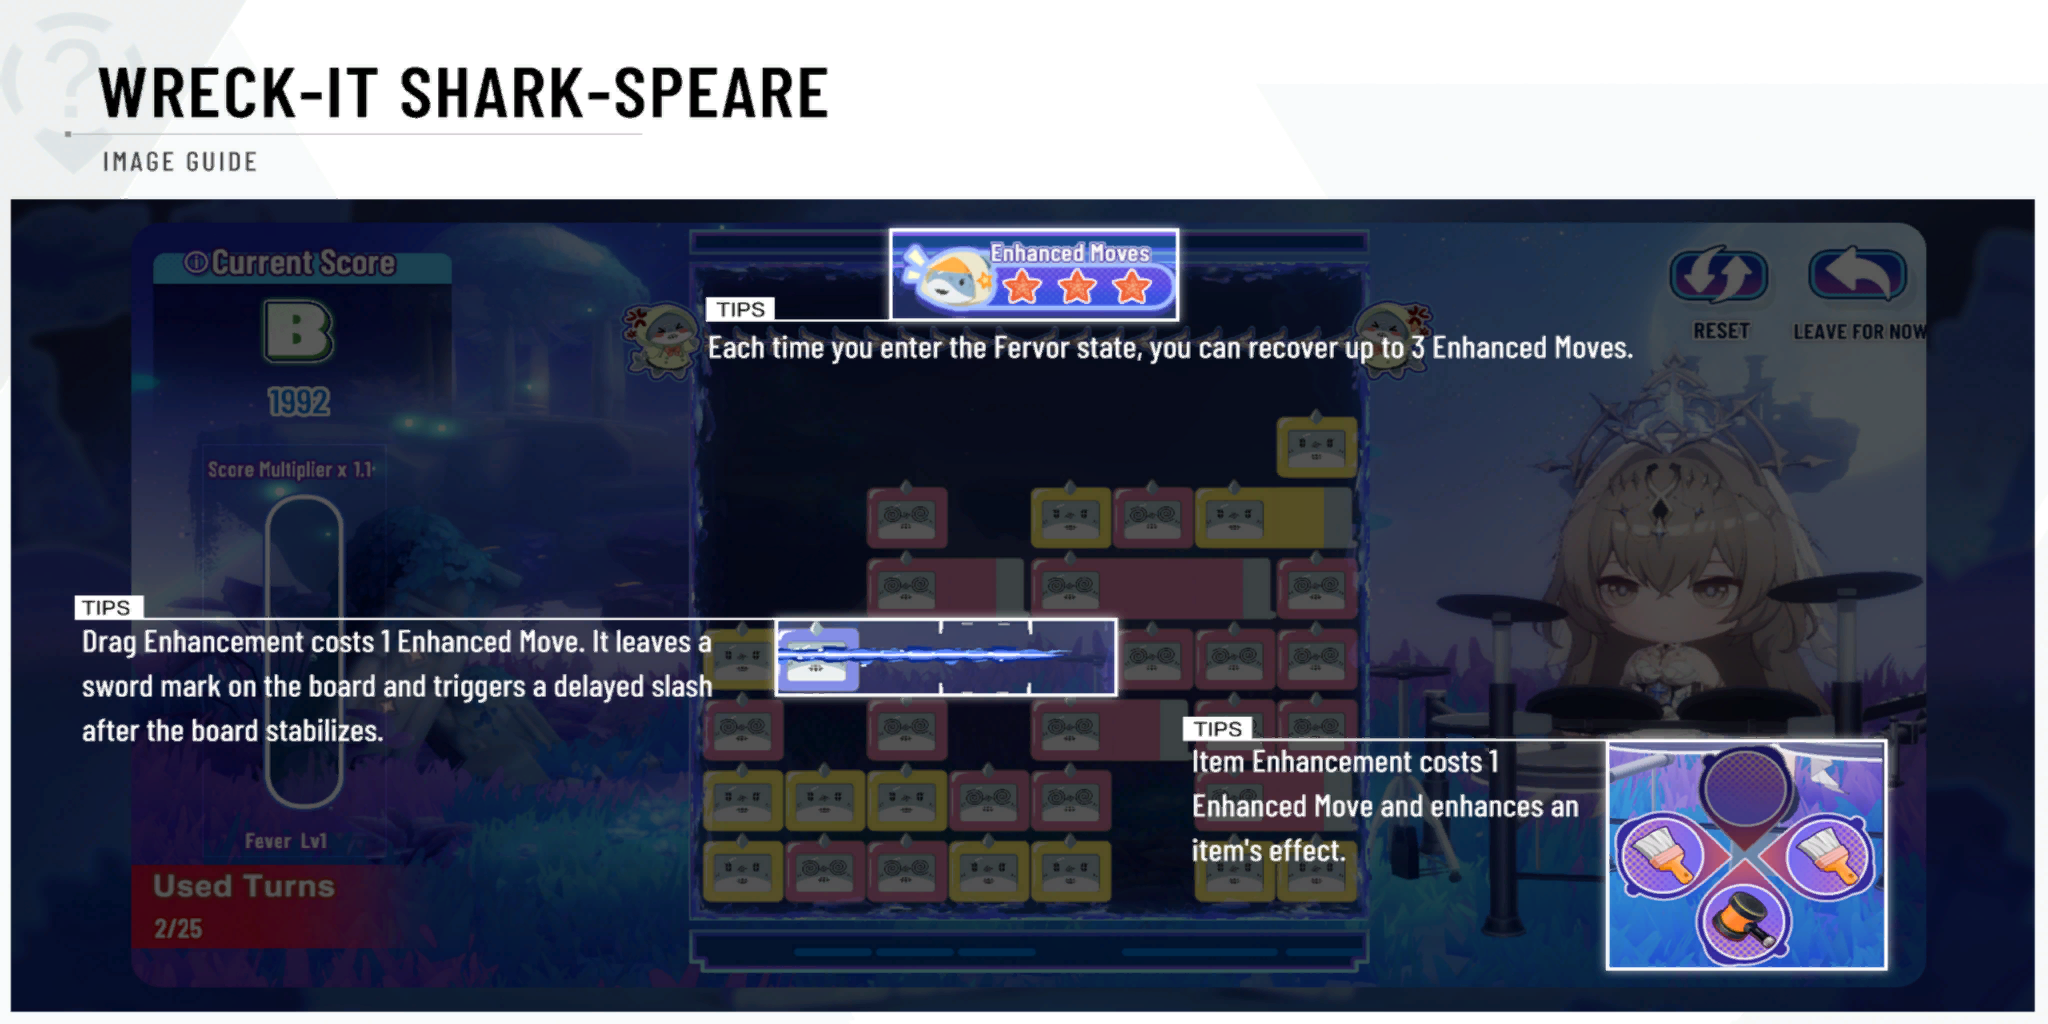 WRECK-IT SHARK-SPEARE
IMAGE GUIDE
Current Score
B
1992
Score Multiplier x 1.1
Fever Lv1
Used Turns
2/25
Enhanced Moves
TIPS
Each time you enter the Fervor state, you can recover up to 3 Enhanced Moves.
RESET
LEAVE FOR NOW
TIPS
Drag Enhancement costs 1 Enhanced Move. It leaves a
sword mark on the board and triggers a delayed slash
after the board stabilizes.
TIPS
Item Enhancement costs 1
Enhanced Move and enhances an
item's effect.